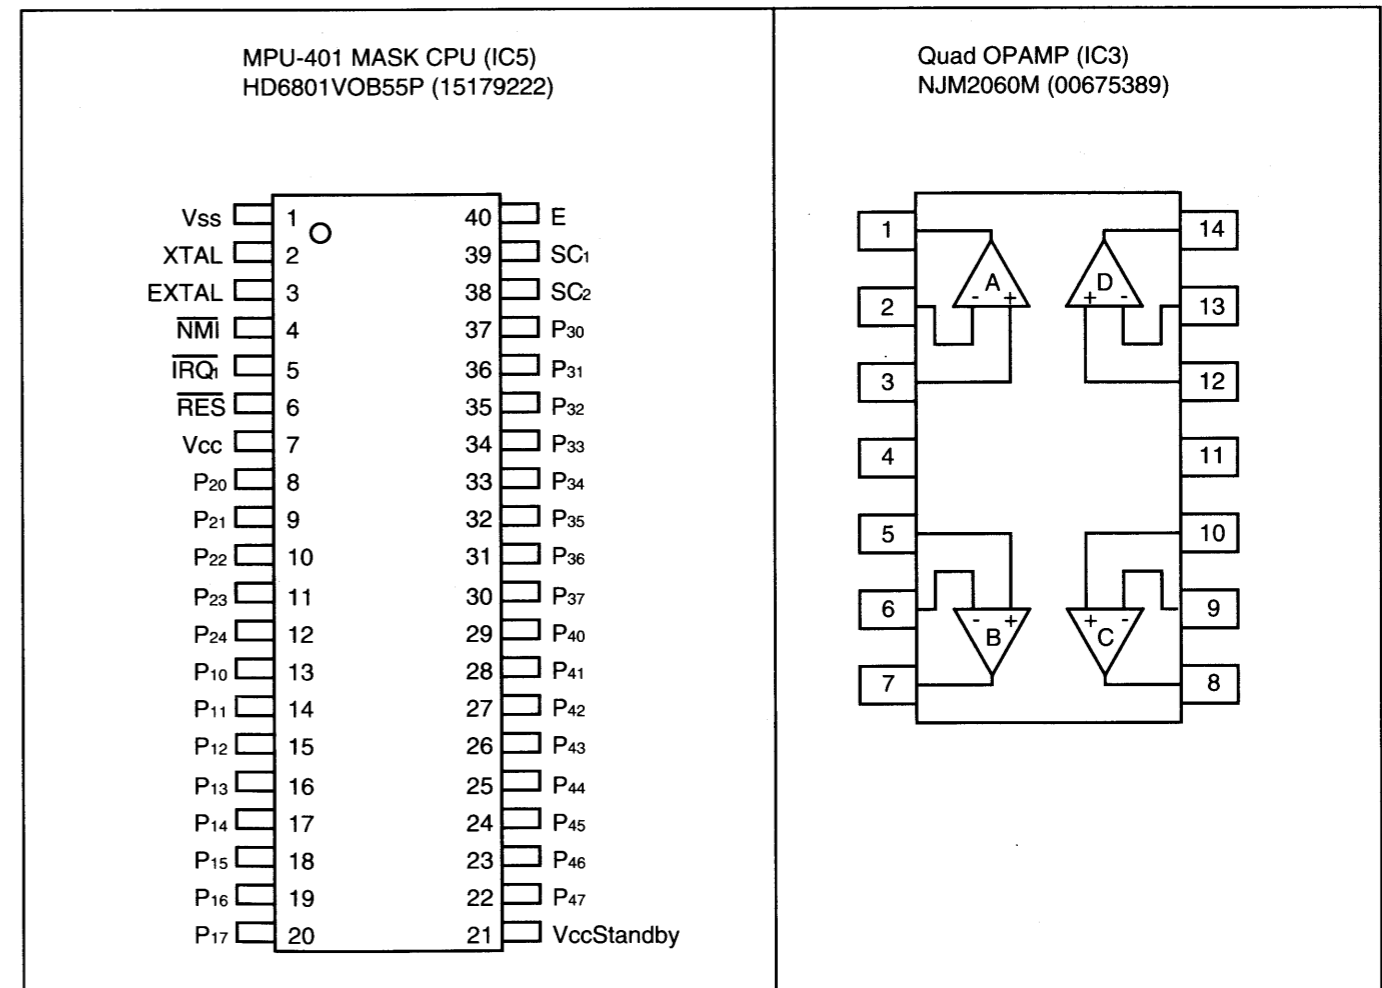 MPU-401 MASK CPU (IC5)
HD6801VOB55P (15179222)
Vss 1 40 E
XTAL 2 39 SC1
EXTAL 3 38 SC2
NMI 4 37 P30
IRQ1 5 36 P31
RES 6 35 P32
Vcc 7 34 P33
P20 8 33 P34
P21 9 32 P35
P22 10 31 P36
P23 11 30 P37
P24 12 29 P40
P10 13 28 P41
P11 14 27 P42
P12 15 26 P43
P13 16 25 P44
P14 17 24 P45
P15 18 23 P46
P16 19 22 P47
P17 20 21 VccStandby
Quad OPAMP (IC3)
NJM2060M (00675389)
1 14
A D
- + + -
2 13
3 12
4 11
5 10
6 9
- + + -
B C
7 8